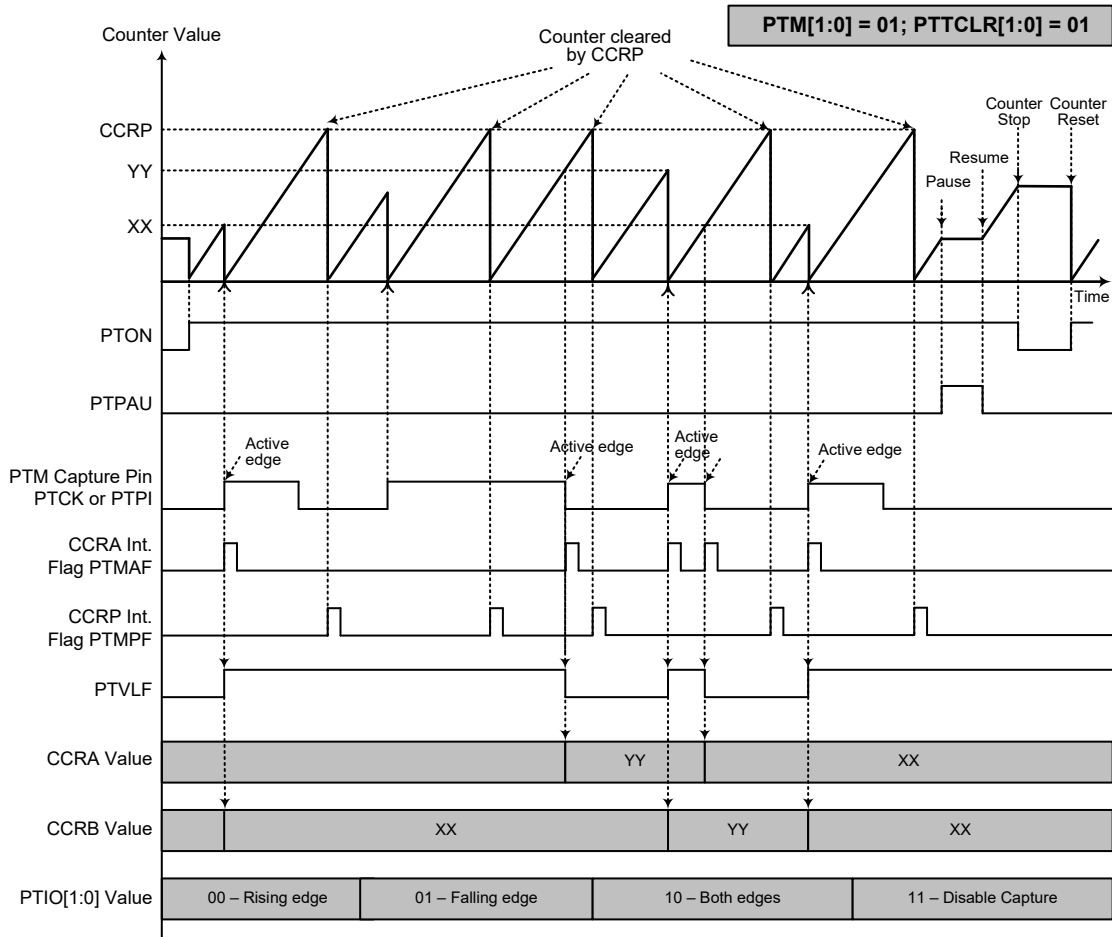 PTM[1:0] = 01; PTTCLR[1:0] = 01
Counter Value
Counter cleared
by CCRP
CCRP
YY
XX
Counter
Stop
Counter
Reset
Resume
Pause
Time
PTON
PTPAU
Active
edge
Active edge
Active
edge
Active edge
PTM Capture Pin
PTCK or PTPI
CCRA Int.
Flag PTMAF
CCRP Int.
Flag PTMPF
PTVLF
CCRA Value
YY
XX
CCRB Value
XX
YY
XX
PTIO[1:0] Value
00 – Rising edge
01 – Falling edge
10 – Both edges
11 – Disable Capture